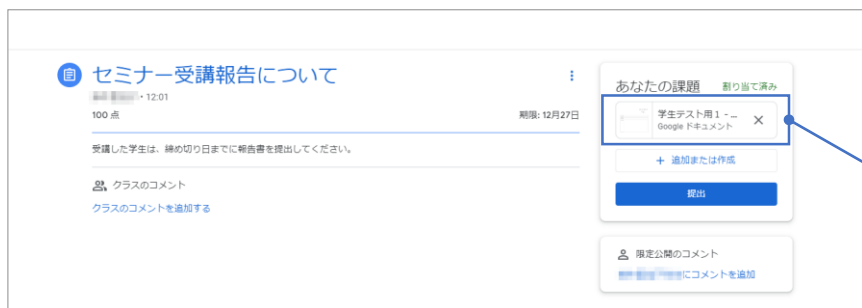 セミナー受講報告について
・12:01
100 点
期限: 12月27日
受講した学生は、締め切り日までに報告書を提出してください。
クラスのコメント
クラスのコメントを追加する
あなたの課題
割り当て済み
学生テスト用1 - ...
Google ドキュメント
+ 追加または作成
提出
限定公開のコメント
にコメントを追加